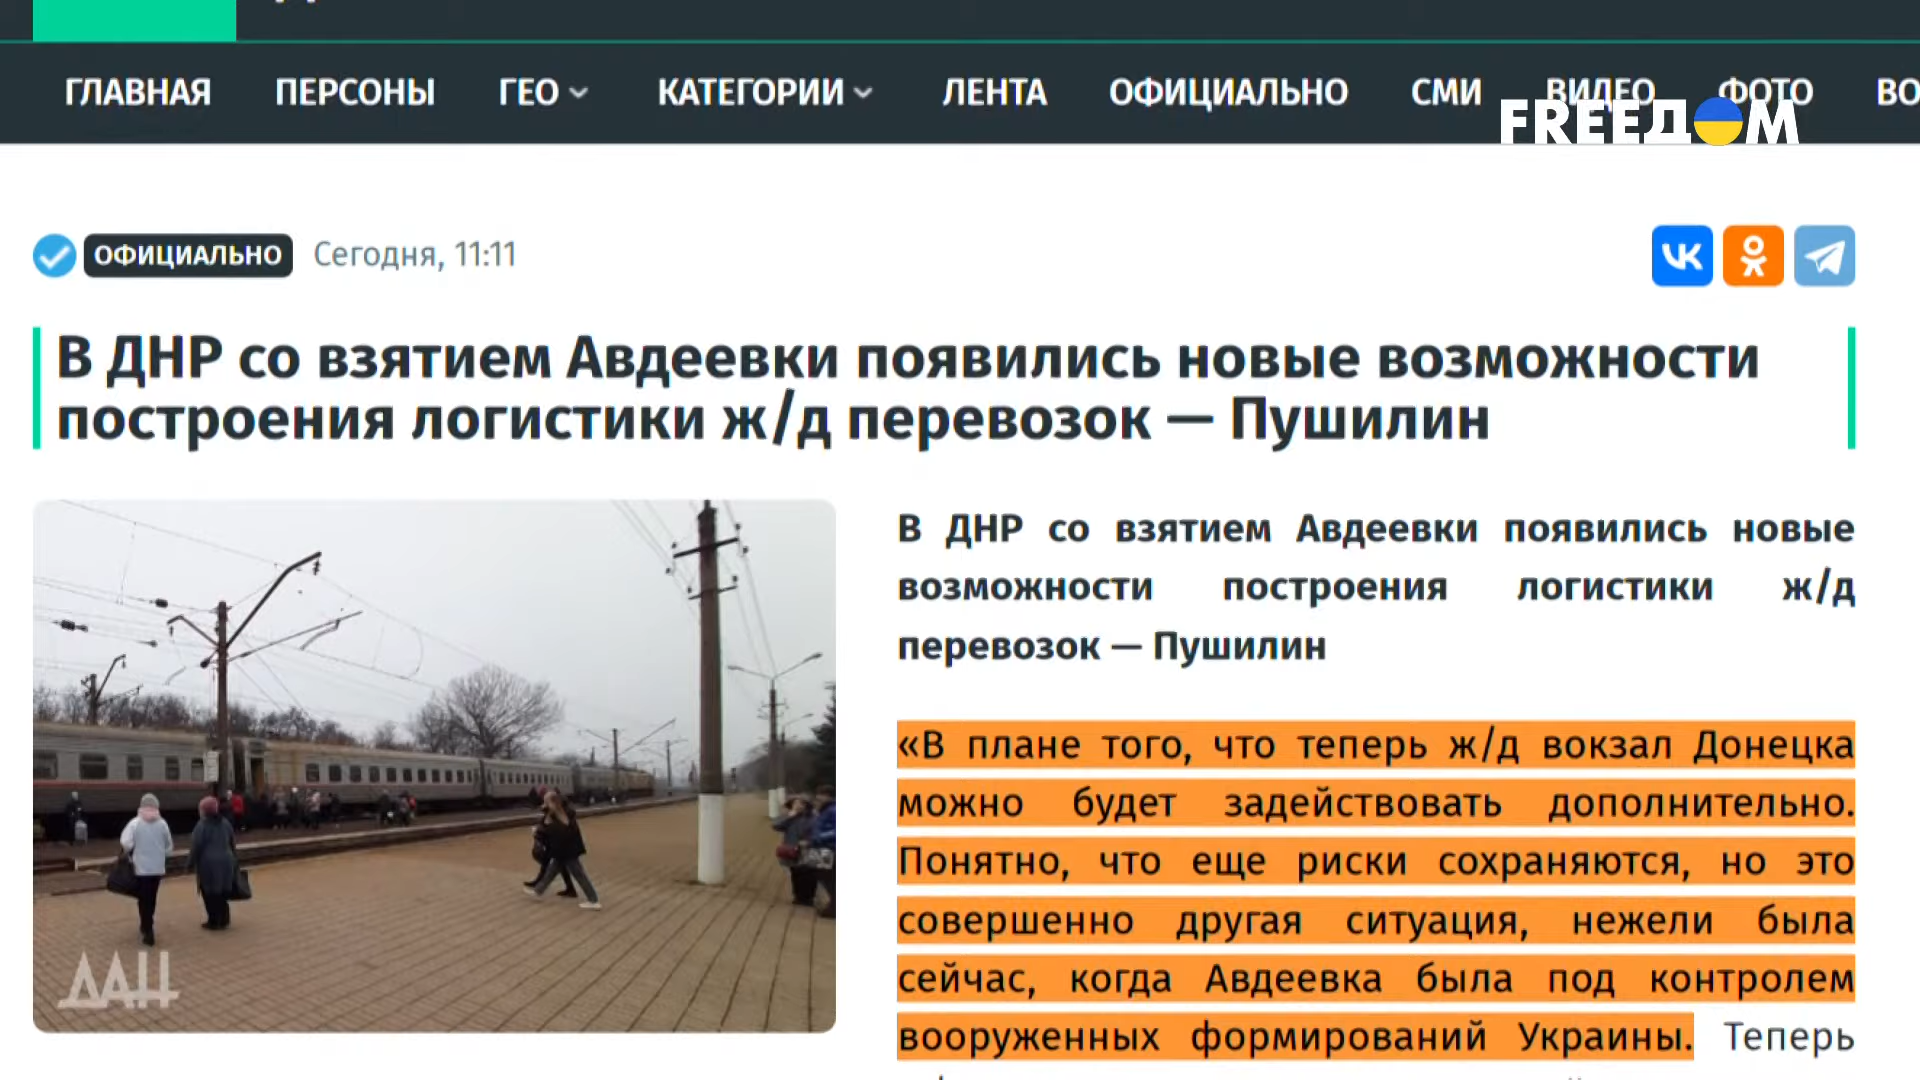 ГЛАВНАЯ ПЕРСОНЫ ГЕО КАТЕГОРИИ ЛЕНТА ОФИЦИАЛЬНО СМИ ВИДЕО ФОТО ВО
FREEДOM
ОФИЦИАЛЬНО Сегодня, 11:11
В ДНР со взятием Авдеевки появились новые возможности
построения логистики ж/д перевозок — Пушилин
В ДНР со взятием Авдеевки появились новые
возможности построения логистики ж/д
перевозок — Пушилин
«В плане того, что теперь ж/д вокзал Донецка
можно будет задействовать дополнительно.
Понятно, что еще риски сохраняются, но это
совершенно другая ситуация, нежели была
сейчас, когда Авдеевка была под контролем
вооруженных формирований Украины. Теперь
ДАН